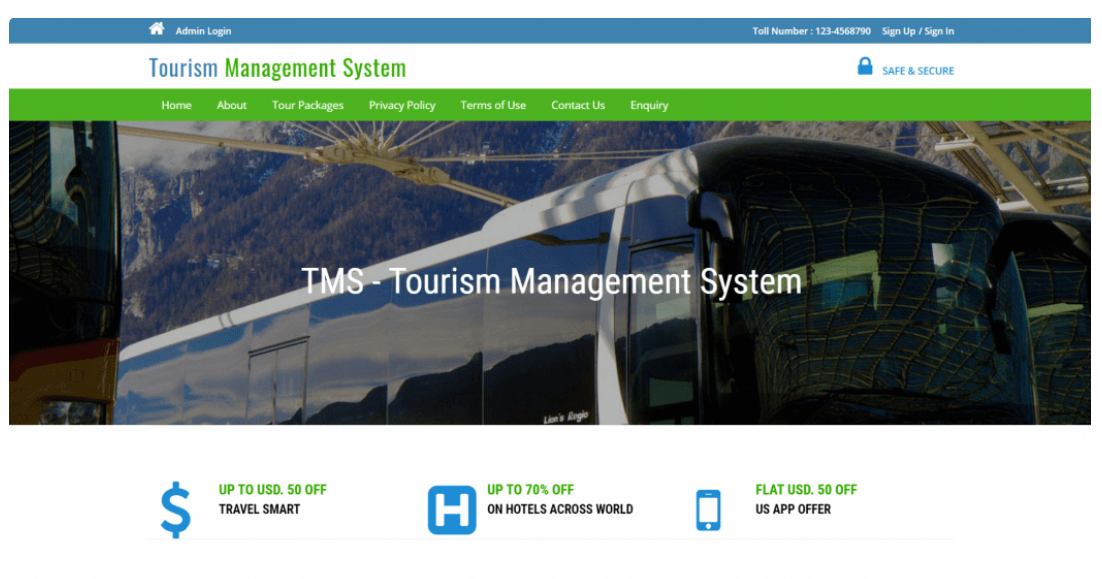 Admin Login
Toll Number : 123-4568790 Sign Up / Sign In
Tourism Management System
SAFE & SECURE
Home About Tour Packages Privacy Policy Terms of Use Contact Us Enquiry
TMS - Tourism Management System
Lion's Regio
UP TO USD. 50 OFF
TRAVEL SMART
H
UP TO 70% OFF
ON HOTELS ACROSS WORLD
FLAT USD. 50 OFF
US APP OFFER